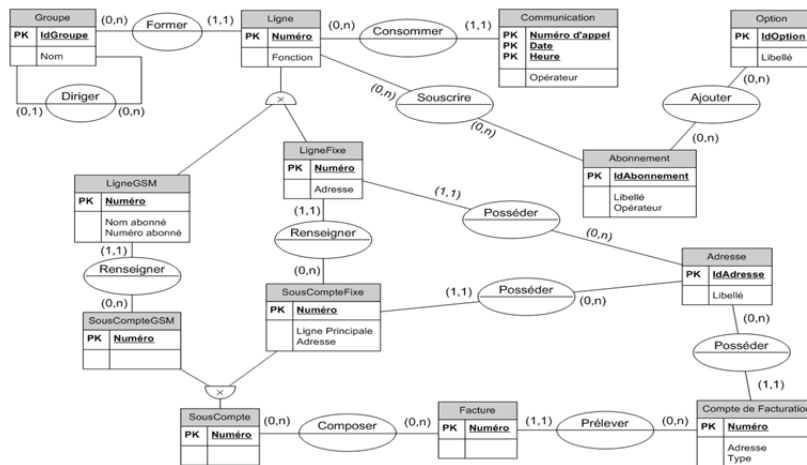 Groupe
PK IdGroupe
Nom
(0,n)
Former
(1,1)
Ligne
PK Numéro
Fonction
(0,n)
Consommer
(1,1)
Communication
PK Numéro d'appel
PK Date
PK Heure
Opérateur
Option
PK IdOption
Libellé
(0,1)
Diriger
(0,n)
(0,n)
Souscrire
(0,n)
(0,n)
Ajouter
(0,n)
Abonnement
PK IdAbonnement
Libellé
Opérateur
×
LigneGSM
PK Numéro
Nom abonné
Numéro abonné
LigneFixe
PK Numéro
Adresse
(1,1)
Posséder
(0,n)
(1,1)
Renseigner
(0,n)
(1,1)
Renseigner
(0,n)
Adresse
PK IdAdresse
Libellé
SousCompteGSM
PK Numéro
SousCompteFixe
PK Numéro
Ligne Principale
Adresse
(1,1)
Posséder
(0,n)
(0,n)
Posséder
(1,1)
×
SousCompte
PK Numéro
(0,n)
Composer
(0,n)
Facture
PK Numéro
(1,1)
Prélever
(0,n)
Compte de Facturation
PK Numéro
Adresse
Type